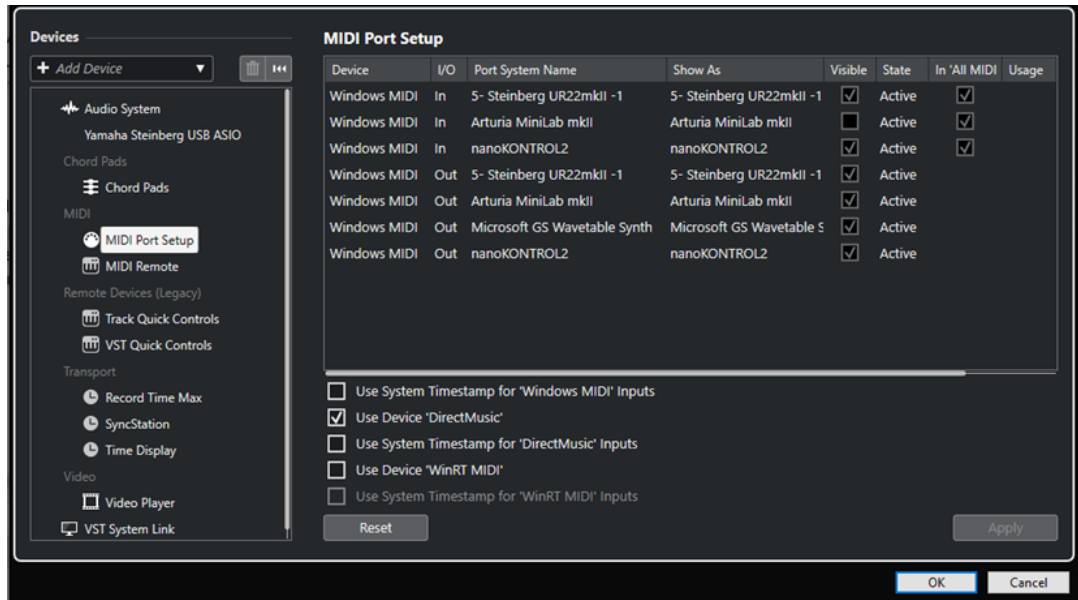 Devices
+ Add Device
Audio System
Yamaha Steinberg USB ASIO
Chord Pads
Chord Pads
MIDI
MIDI Port Setup
MIDI Remote
Remote Devices (Legacy)
Track Quick Controls
VST Quick Controls
Transport
Record Time Max
SyncStation
Time Display
Video
Video Player
VST System Link
MIDI Port Setup
Device I/O Port System Name Show As Visible State In 'All MIDI Usage
Windows MIDI In 5- Steinberg UR22mkII -1 5- Steinberg UR22mkII -1 Active
Windows MIDI In Arturia MiniLab mkII Arturia MiniLab mkII Active
Windows MIDI In nanoKONTROL2 nanoKONTROL2 Active
Windows MIDI Out 5- Steinberg UR22mkII -1 5- Steinberg UR22mkII -1 Active
Windows MIDI Out Arturia MiniLab mkII Arturia MiniLab mkII Active
Windows MIDI Out Microsoft GS Wavetable Synth Microsoft GS Wavetable S Active
Windows MIDI Out nanoKONTROL2 nanoKONTROL2 Active
Use System Timestamp for 'Windows MIDI' Inputs
Use Device 'DirectMusic'
Use System Timestamp for 'DirectMusic' Inputs
Use Device 'WinRT MIDI'
Use System Timestamp for 'WinRT MIDI' Inputs
Reset Apply
OK Cancel